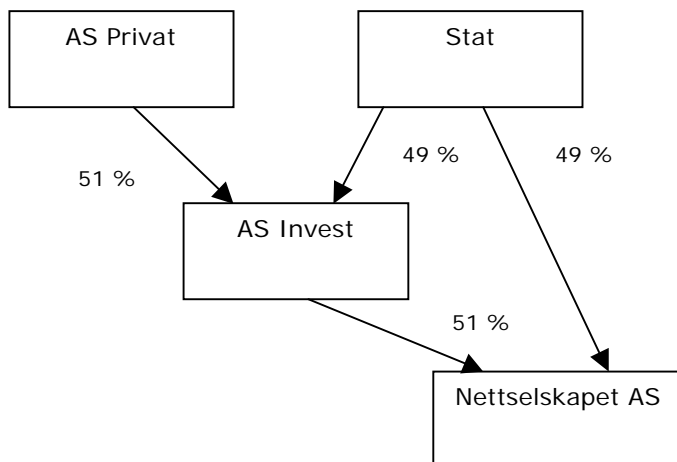 AS Privat
Stat
51 %
49 %
49 %
AS Invest
51 %
Nettselskapet AS